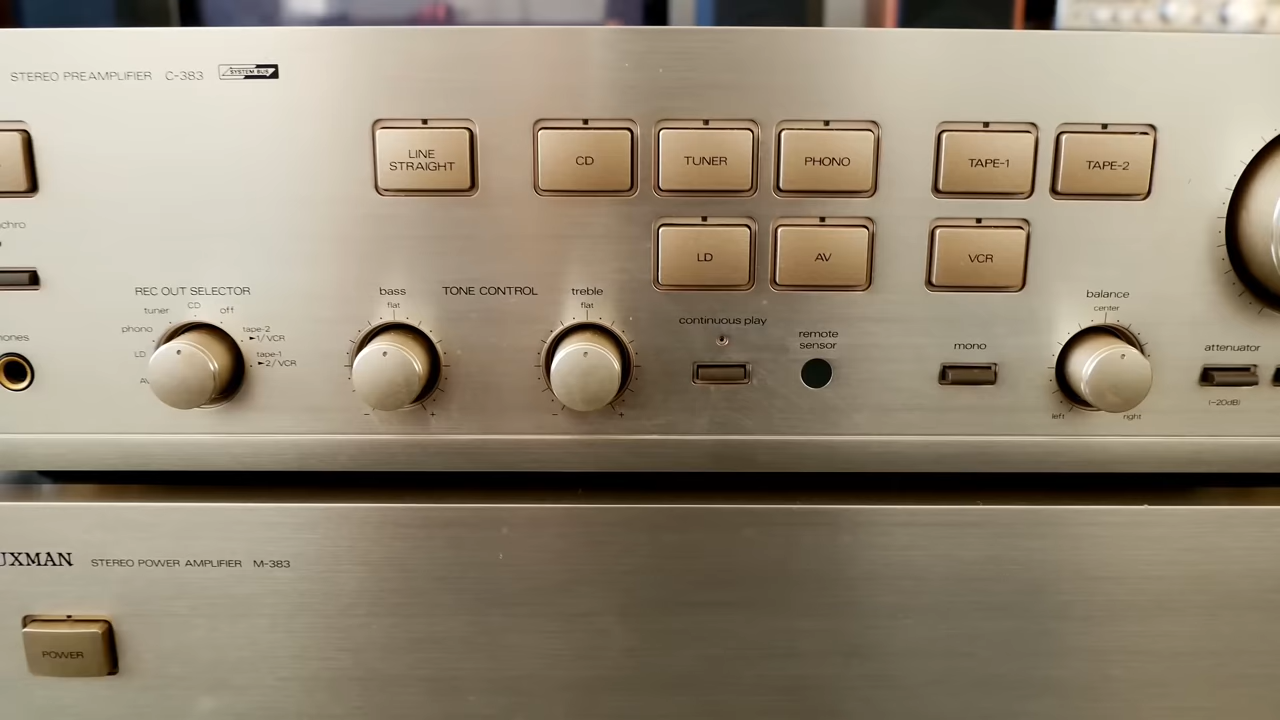 STEREO PREAMPLIFIER C-383 SYSTEM BUS
LINE
STRAIGHT
CD
TUNER
PHONO
TAPE-1
TAPE-2
LD
AV
VCR
REC OUT SELECTOR
CD
tuner
off
phono
tape-2
►1/VCR
LD
tape-1
►2/VCR
bass
flat
- +
TONE CONTROL
treble
flat
- +
continuous play
remote
sensor
mono
balance
center
left
right
attenuator
(-20dB)
UXMAN STEREO POWER AMPLIFIER M-383
POWER